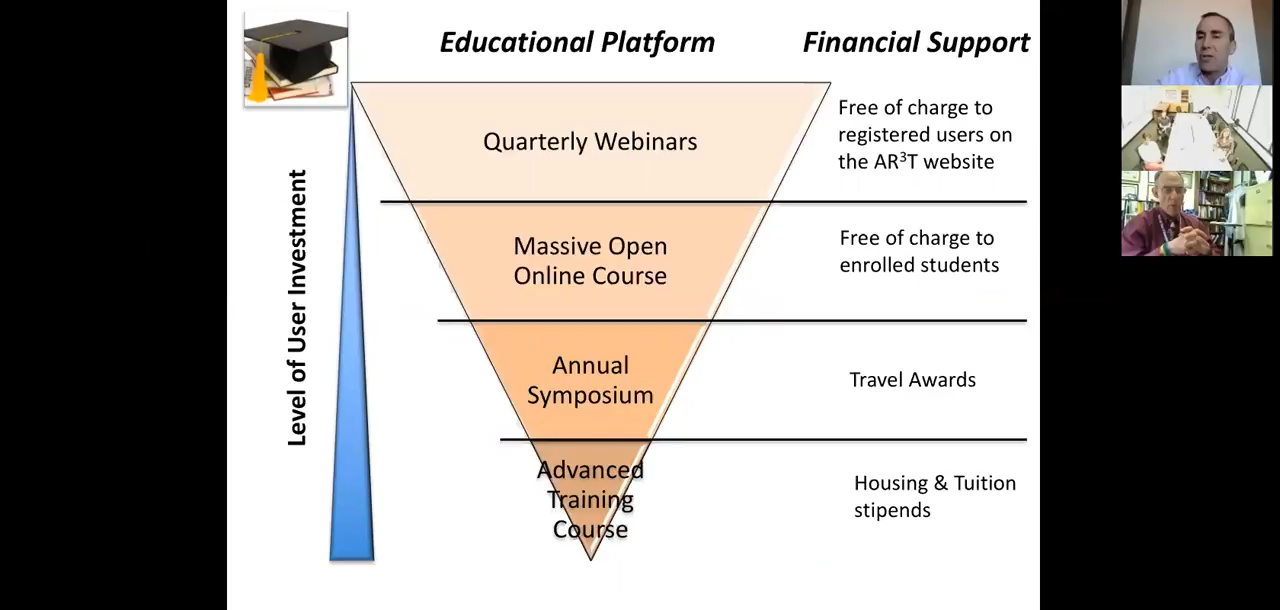 Educational Platform
Financial Support
Level of User Investment
Quarterly Webinars
Free of charge to
registered users on
the AR³T website
Massive Open
Online Course
Free of charge to
enrolled students
Annual
Symposium
Travel Awards
Advanced
Training
Course
Housing & Tuition
stipends